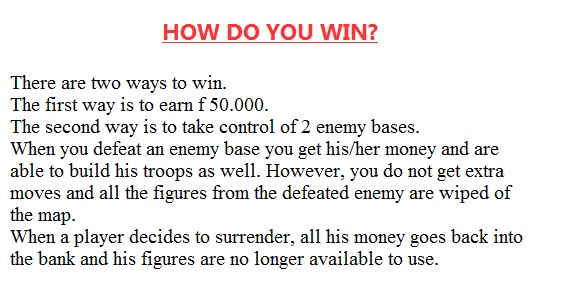 HOW DO YOU WIN?
There are two ways to win.
The first way is to earn f 50.000.
The second way is to take control of 2 enemy bases.
When you defeat an enemy base you get his/her money and are
able to build his troops as well. However, you do not get extra
moves and all the figures from the defeated enemy are wiped of
the map.
When a player decides to surrender, all his money goes back into
the bank and his figures are no longer available to use.